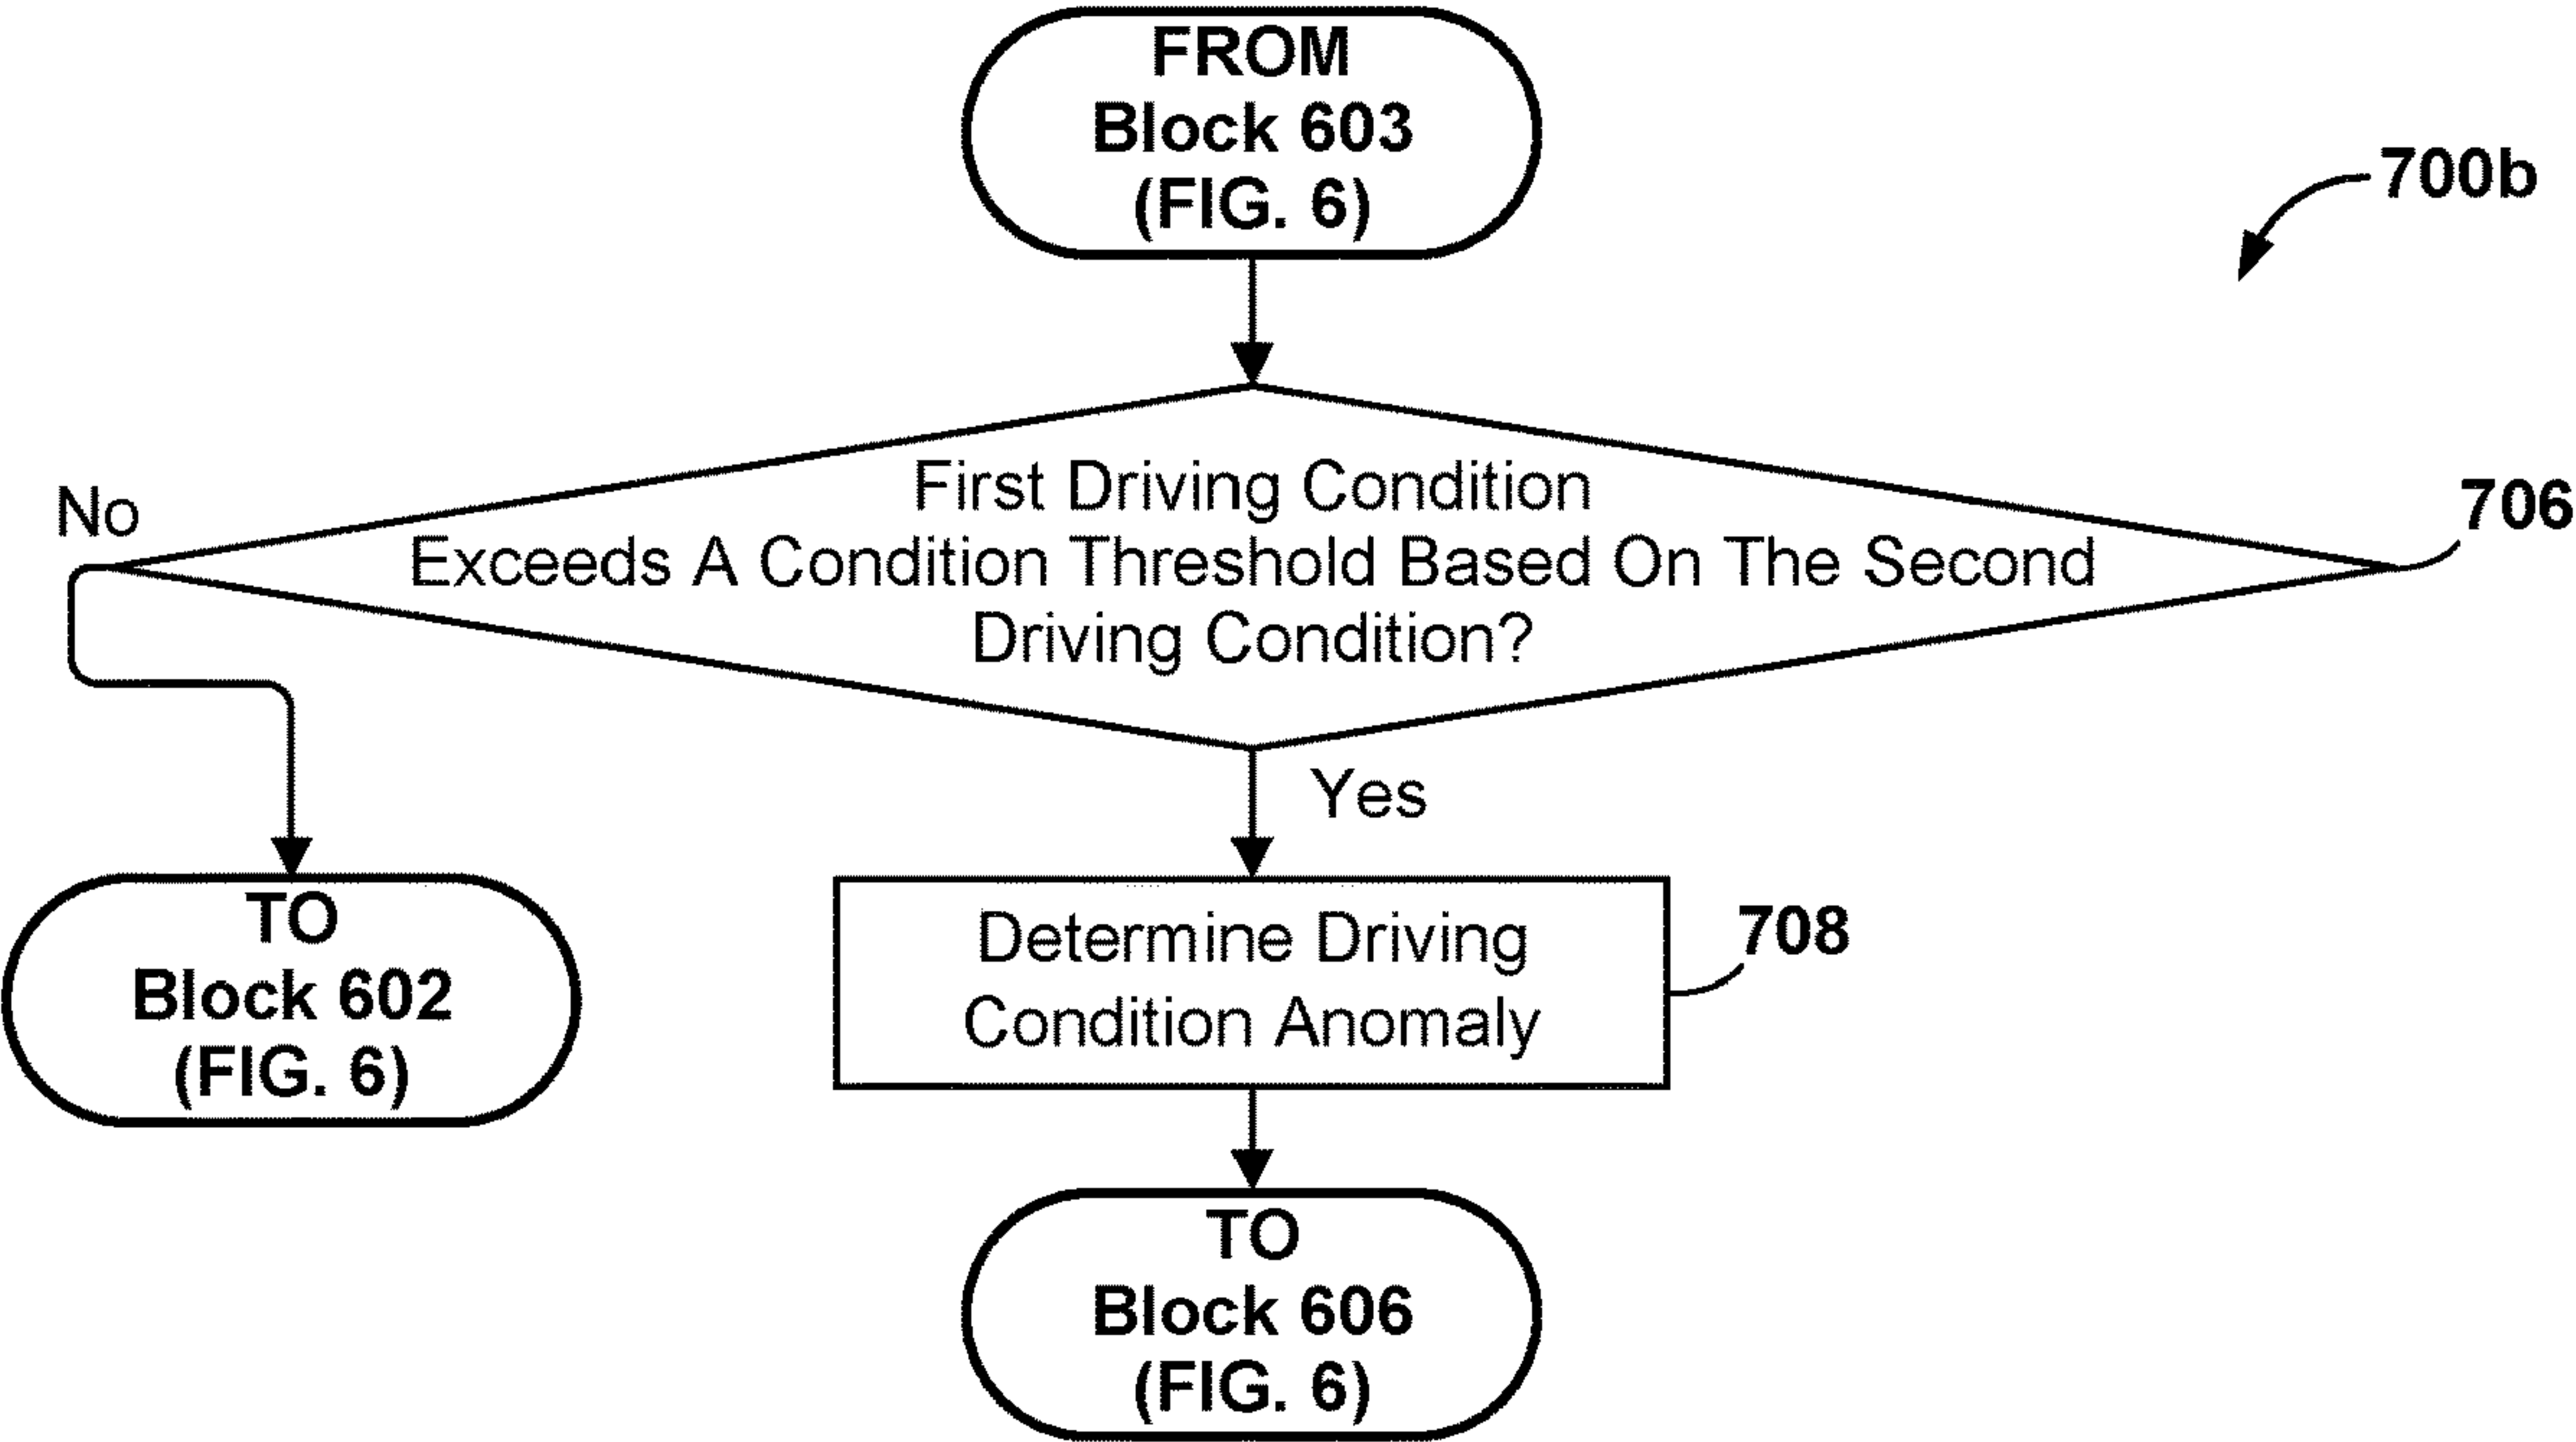 FROM
Block 603
(FIG. 6)
700b
First Driving Condition
Exceeds A Condition Threshold Based On The Second
Driving Condition?
No
706
Yes
TO
Block 602
(FIG. 6)
Determine Driving
Condition Anomaly
708
TO
Block 606
(FIG. 6)